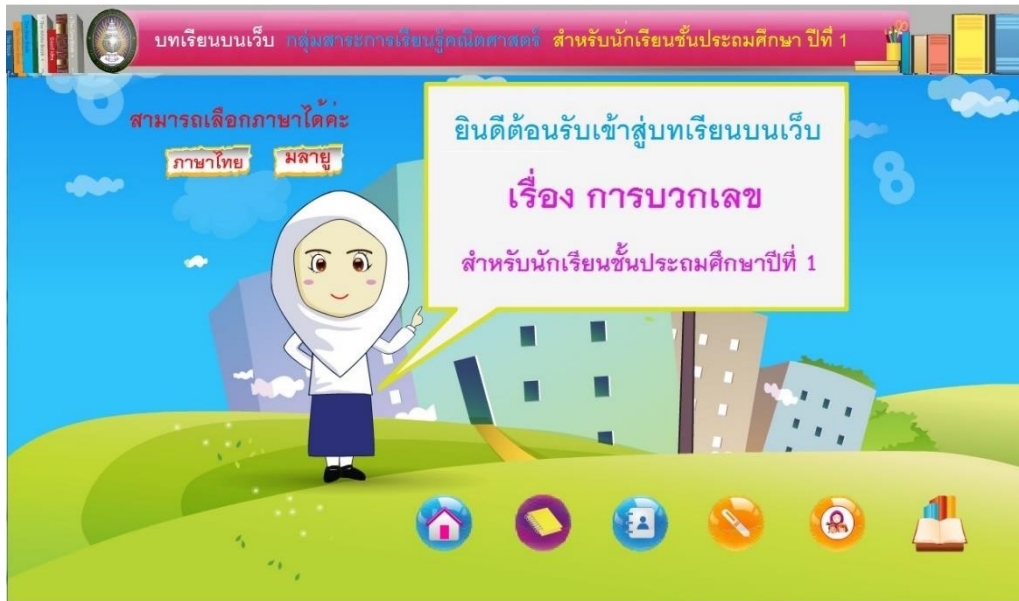 บทเรียนบนเว็บ กลุ่มสาระการเรียนรู้คณิตศาสตร์ สำหรับนักเรียนชั้นประถมศึกษา ปีที่ 1
สามารถเลือกภาษาได้ค่ะ
ภาษาไทย มลายู
ยินดีต้อนรับเข้าสู่บทเรียนบนเว็บ
เรื่อง การบวกเลข
สำหรับนักเรียนชั้นประถมศึกษาปีที่ 1
8